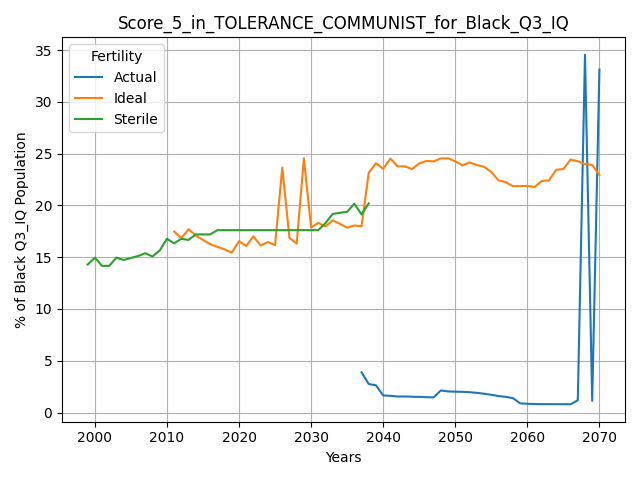 Score_5_in_TOLERANCE_COMMUNIST_for_Black_Q3_IQ
Fertility
Actual
Ideal
Sterile
% of Black Q3_IQ Population
35
30
25
20
15
10
5
0
2000
2010
2020
2030
2040
2050
2060
2070
Years